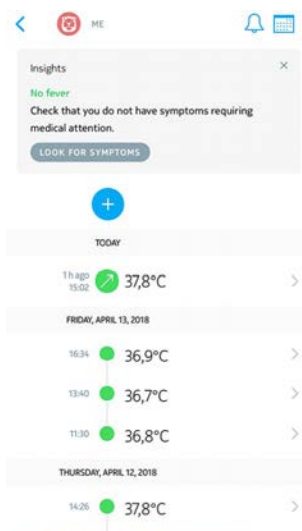 ME
Insights
No fever
Check that you do not have symptoms requiring
medical attention.
LOOK FOR SYMPTOMS
TODAY
1 h ago
15:02
37,8°C
FRIDAY, APRIL 13, 2018
16:34 36,9°C
13:40 36,7°C
11:30 36,8°C
THURSDAY, APRIL 12, 2018
14:26 37,8°C